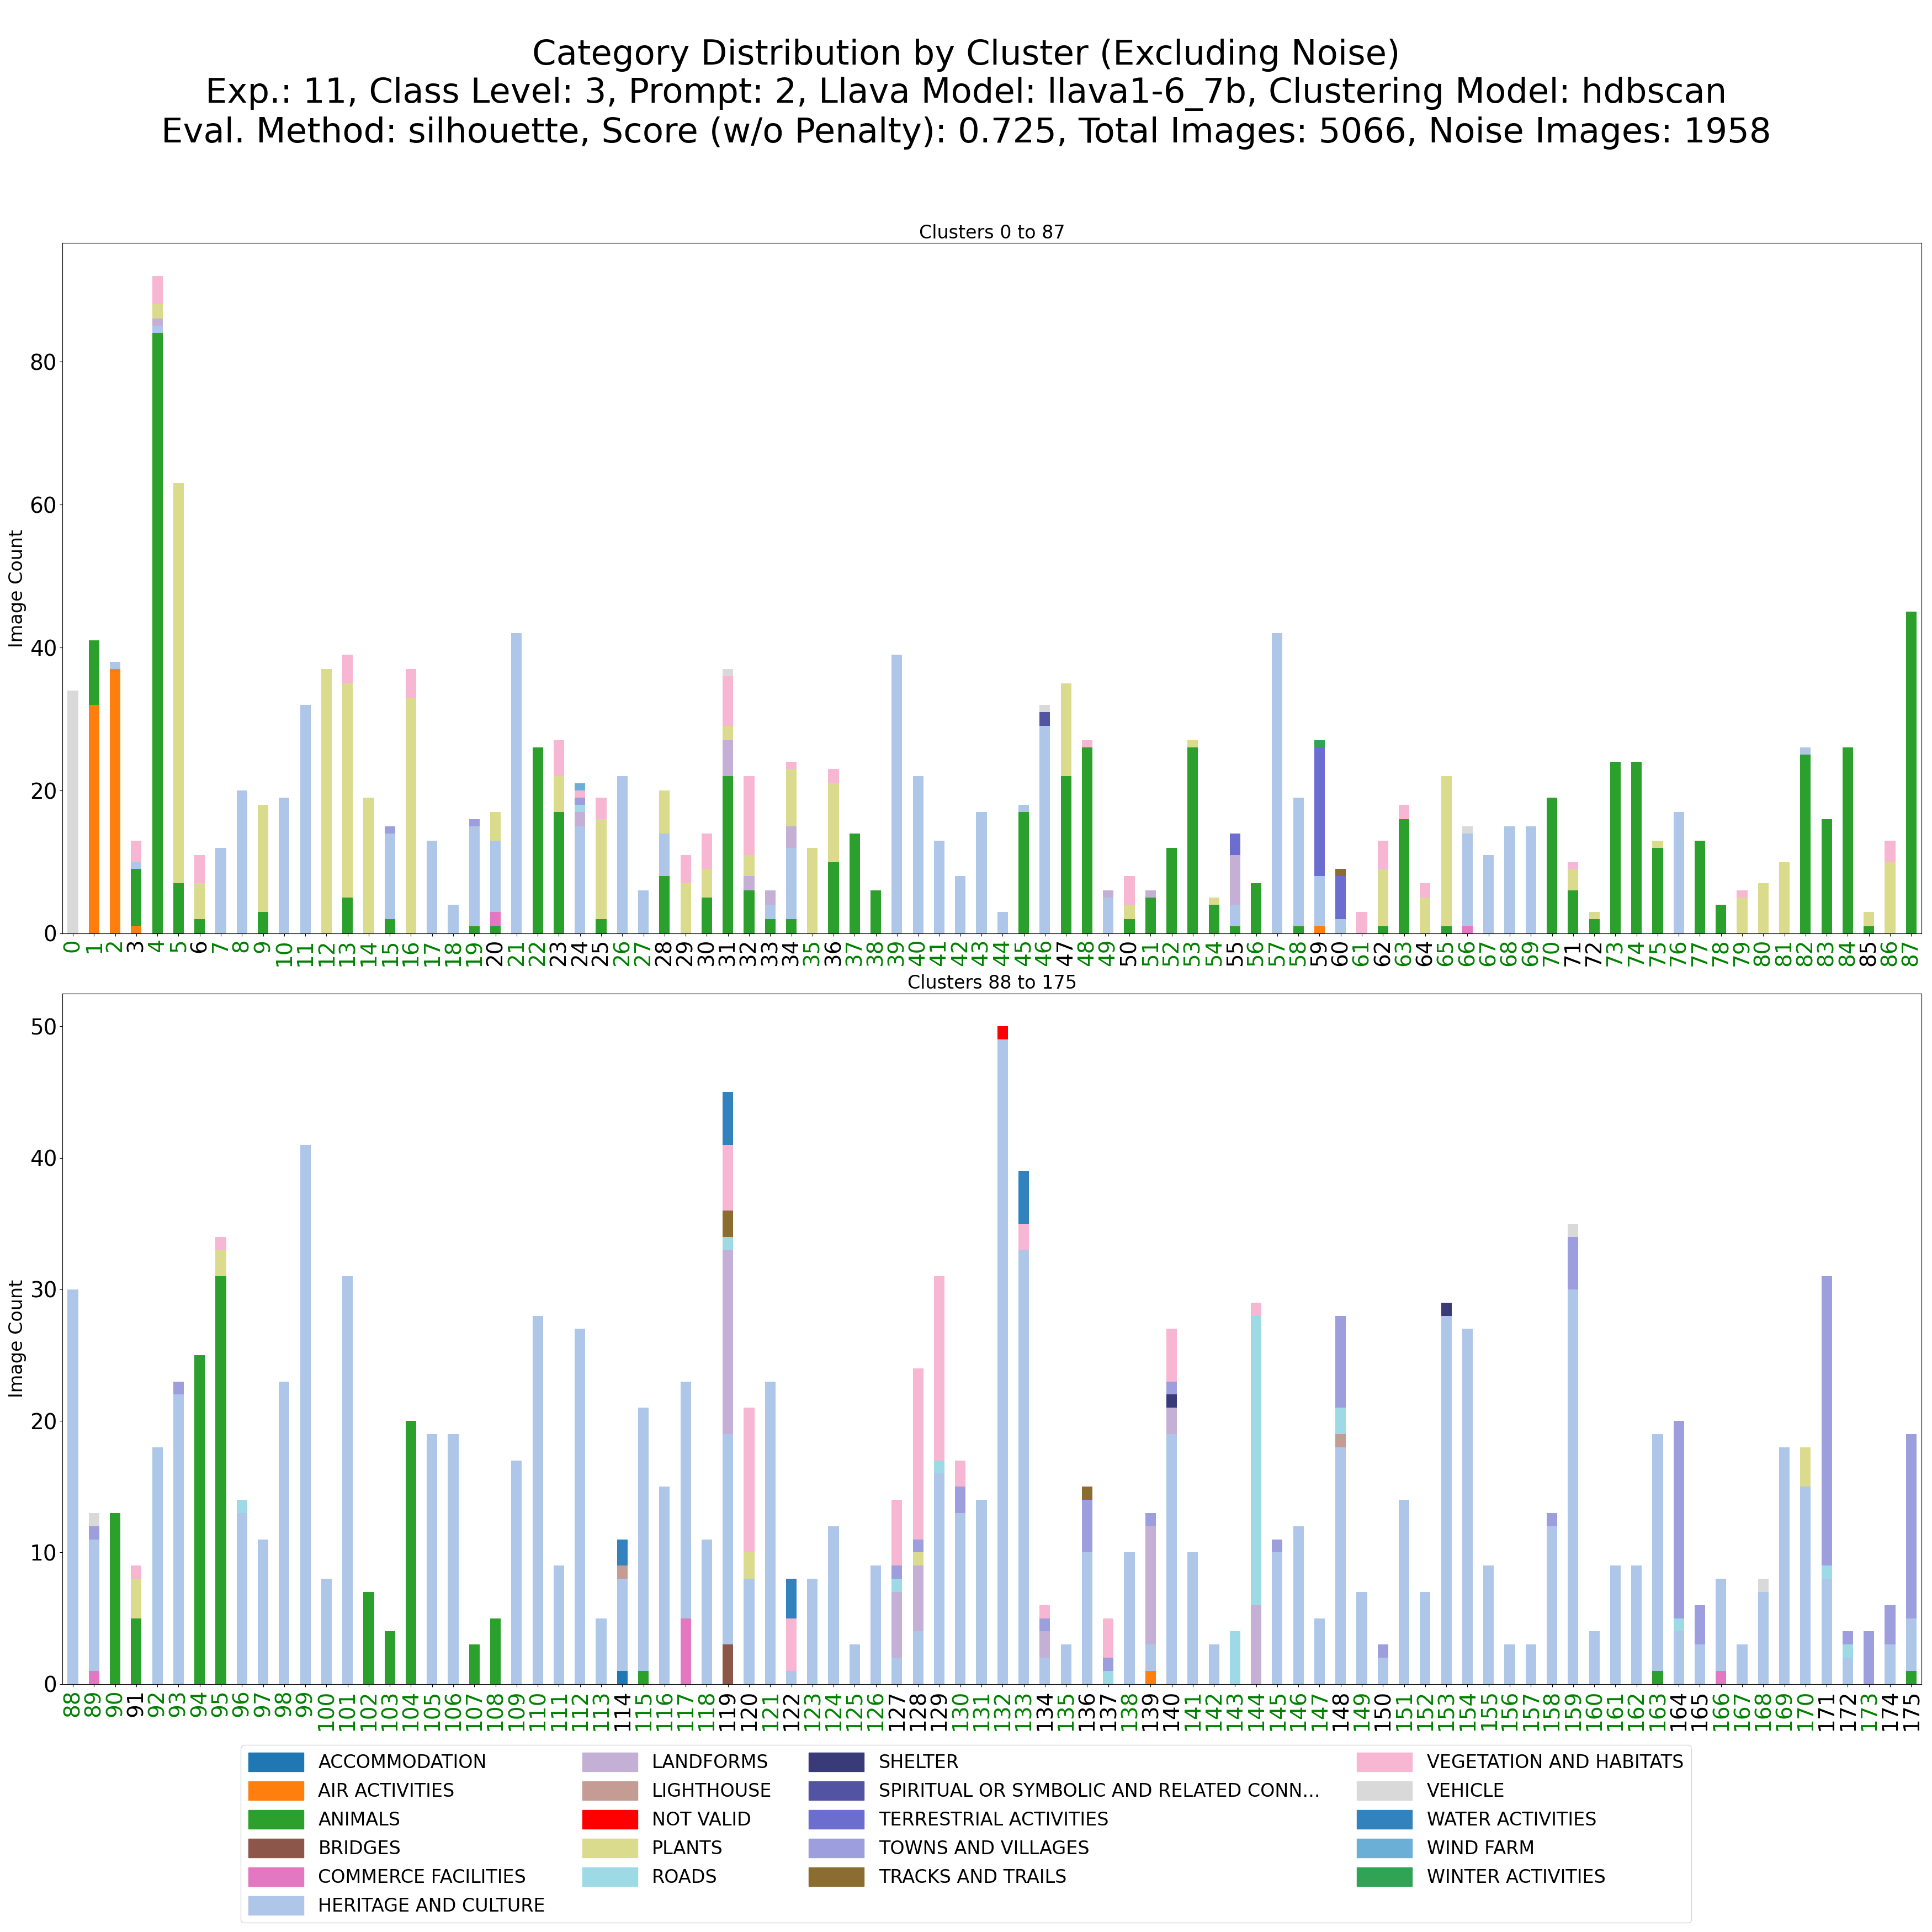 Category Distribution by Cluster (Excluding Noise)
Exp.: 11, Class Level: 3, Prompt: 2, Llava Model: llava1-6_7b, Clustering Model: hdbscan
Eval. Method: silhouette, Score (w/o Penalty): 0.725, Total Images: 5066, Noise Images: 1958
Clusters 0 to 87
Image Count
80
60
40
20
0
0 1 2 3 4 5 6 7 8 9 10 11 12 13 14 15 16 17 18 19 20 21 22 23 24 25 26 27 28 29 30 31 32 33 34 35 36 37 38 39 40 41 42 43 44 45 46 47 48 49 50 51 52 53 54 55 56 57 58 59 60 61 62 63 64 65 66 67 68 69 70 71 72 73 74 75 76 77 78 79 80 81 82 83 84 85 86 87
Clusters 88 to 175
Image Count
50
40
30
20
10
0
88 89 90 91 92 93 94 95 96 97 98 99 100 101 102 103 104 105 106 107 108 109 110 111 112 113 114 115 116 117 118 119 120 121 122 123 124 125 126 127 128 129 130 131 132 133 134 135 136 137 138 139 140 141 142 143 144 145 146 147 148 149 150 151 152 153 154 155 156 157 158 159 160 161 162 163 164 165 166 167 168 169 170 171 172 173 174 175
ACCOMMODATION
AIR ACTIVITIES
ANIMALS
BRIDGES
COMMERCE FACILITIES
HERITAGE AND CULTURE
LANDFORMS
LIGHTHOUSE
NOT VALID
PLANTS
ROADS
SHELTER
SPIRITUAL OR SYMBOLIC AND RELATED CONN...
TERRESTRIAL ACTIVITIES
TOWNS AND VILLAGES
TRACKS AND TRAILS
VEGETATION AND HABITATS
VEHICLE
WATER ACTIVITIES
WIND FARM
WINTER ACTIVITIES